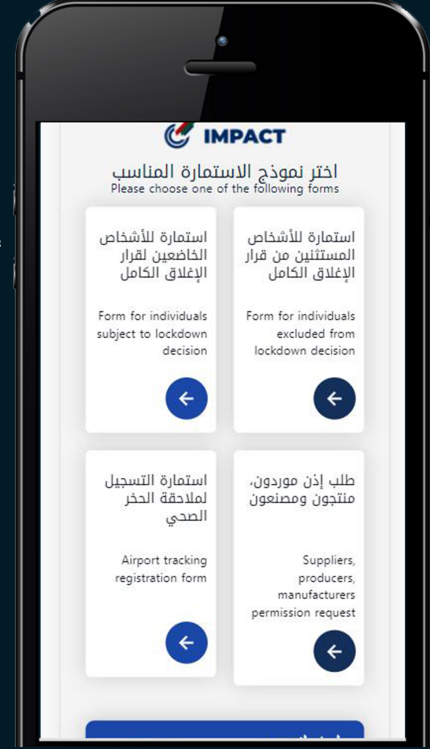 IMPACT
اختر نموذج الاستمارة المناسب
Please choose one of the following forms
استمارة للأشخاص
المستثنين من قرار
الإغلاق الكامل
Form for individuals
excluded from
lockdown decision
استمارة للأشخاص
الخاضعين لقرار
الإغلاق الكامل
Form for individuals
subject to lockdown
decision
طلب إذن موردون،
منتجون ومصنعون
Suppliers,
producers,
manufacturers
permission request
استمارة التسجيل
لملاحقة الحخر
الصحي
Airport tracking
registration form